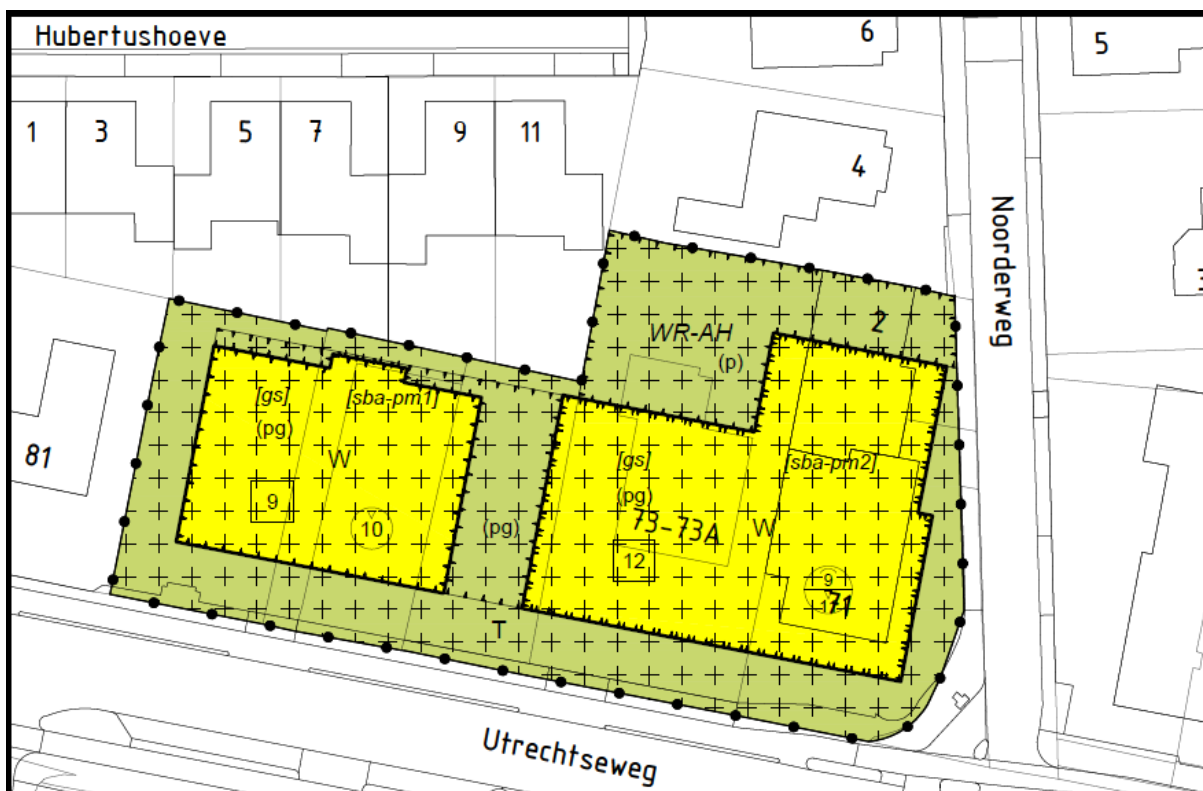 Hubertushoeve
6
5
1
3
5
7
9
11
4
Noorderweg
2
WR-AH
(p)
[gs]
[sba-pm1]
(pg)
81
W
9
10
(pg)
[gs]
[sba-pm2]
(pg)
73-73A
W
12
9
71
T
Utrechtseweg